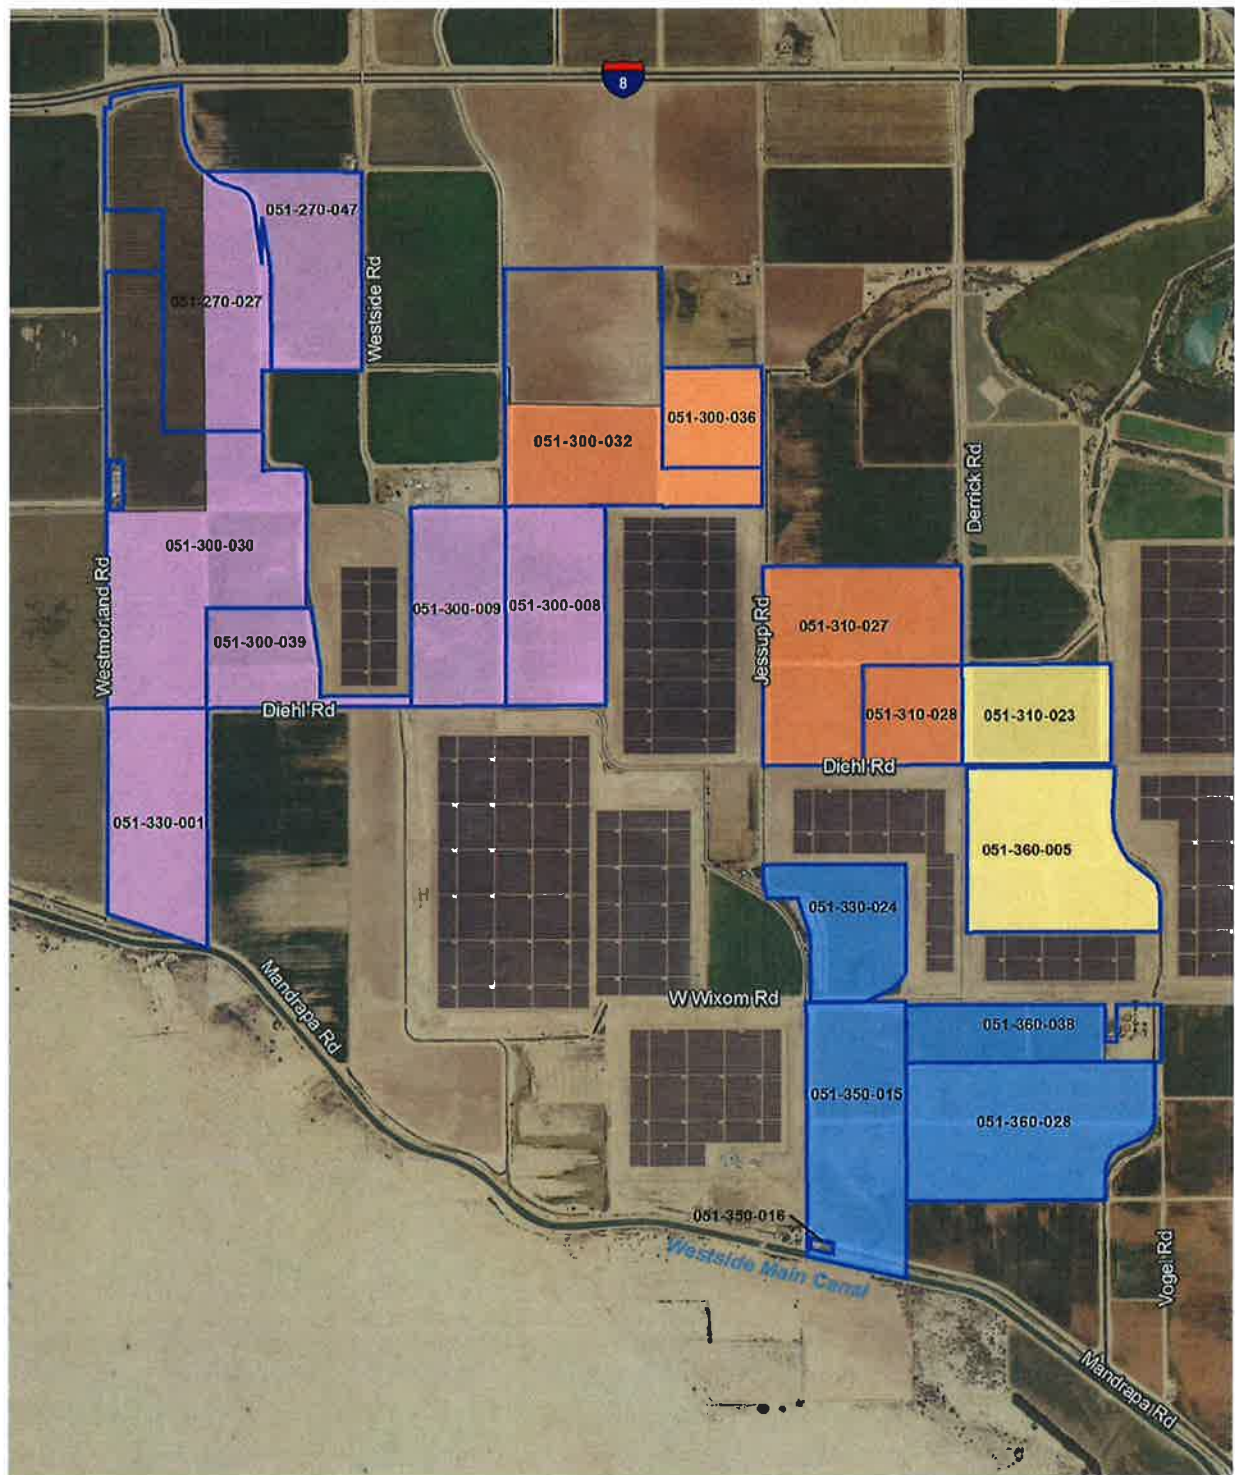 8
051-270-047
Westside Rd
051-270-027
051-300-036
051-300-032
Derrick Rd
051-300-030
Westmorland Rd
051-300-009
051-300-008
Jessup Rd
051-310-027
051-300-039
Diehl Rd
051-310-028
051-310-023
Diehl Rd
051-330-001
051-360-005
051-330-024
Mandrapa Rd
W Wixom Rd
051-360-038
051-350-015
051-360-028
051-350-016
Westside Main Canal
Vogel Rd
Mandrapa Rd